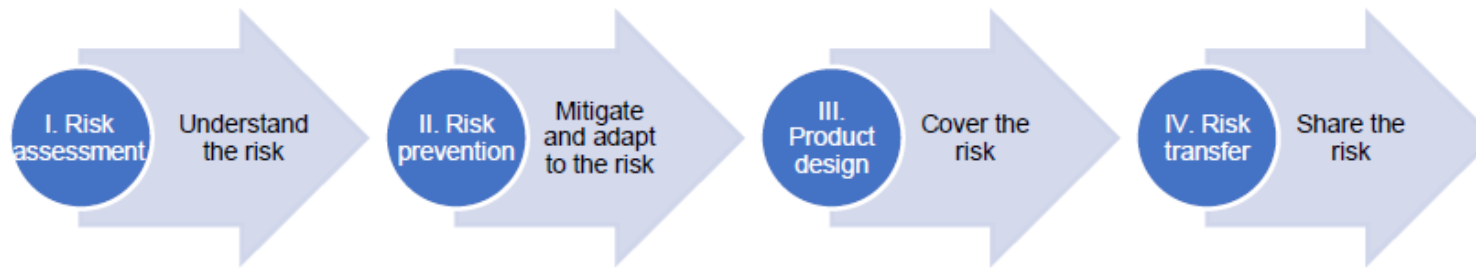 I. Risk
assessment
Understand
the risk
II. Risk
prevention
Mitigate
and adapt
to the risk
III.
Product
design
Cover the
risk
IV. Risk
transfer
Share the
risk